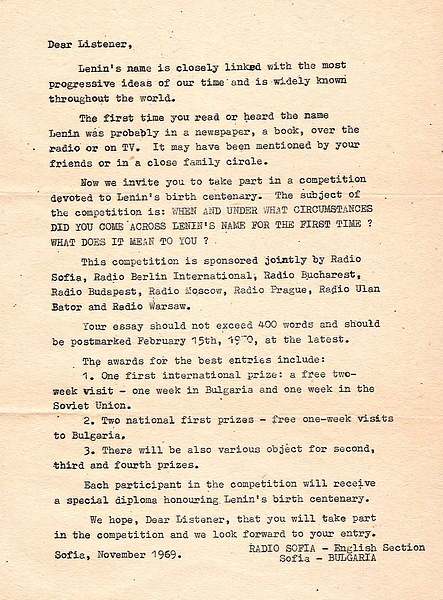 Dear Listener,
Lenin's name is closely linked with the most
progressive ideas of our time and is widely known
throughout the world.
The first time you read or heard the name
Lenin was probably in a newspaper, a book, over the
radio or on TV. It may have been mentioned by your
friends or in a close family circle.
Now we invite you to take part in a competition
devoted to Lenin's birth centenary. The subject of
the competition is: WHEN AND UNDER WHAT CIRCUMSTANCES
DID YOU COME ACROSS LENIN'S NAME FOR THE FIRST TIME ?
WHAT DOES IT MEAN TO YOU ?
This competition is sponsored jointly by Radio
Sofia, Radio Berlin International, Radio Bucharest,
Radio Budapest, Radio Moscow, Radio Prague, Radio Ulan
Bator and Radio Warsaw.
Your essay should not exceed 400 words and should
be postmarked February 15th, 1970, at the latest.
The awards for the best entries include:
1. One first international prize: a free two-
week visit - one week in Bulgaria and one week in the
Soviet Union.
2. Two national first prizes - free one-week visits
to Bulgaria.
3. There will be also various object for second,
third and fourth prizes.
Each participant in the competition will receive
a special diploma honouring Lenin's birth centenary.
We hope, Dear Listener, that you will take part
in the competition and we look forward to your entry.
RADIO SOFIA - English Section
Sofia, November 1969.
Sofia - BULGARIA